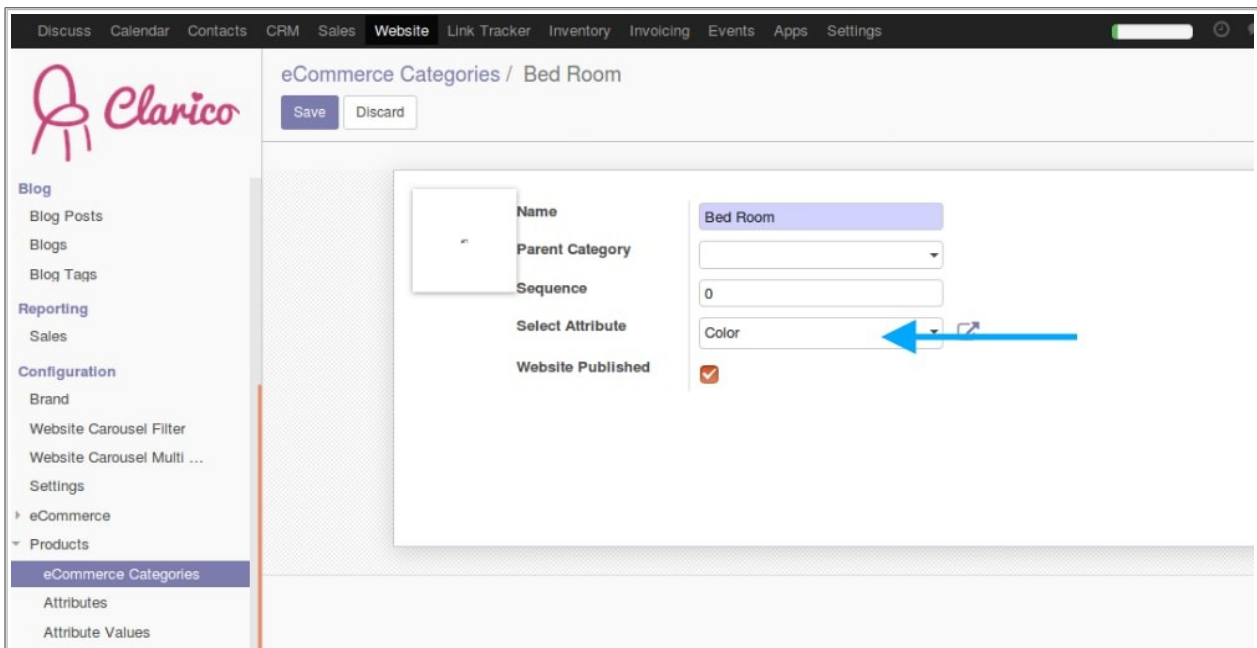 Discuss Calendar Contacts CRM Sales Website Link Tracker Inventory Invoicing Events Apps Settings
Clarico
eCommerce Categories / Bed Room
Save Discard
Blog
Blog Posts
Blogs
Blog Tags
Reporting
Sales
Configuration
Brand
Website Carousel Filter
Website Carousel Multi ...
Settings
eCommerce
Products
eCommerce Categories
Attributes
Attribute Values
Name Bed Room
Parent Category
Sequence 0
Select Attribute Color
Website Published